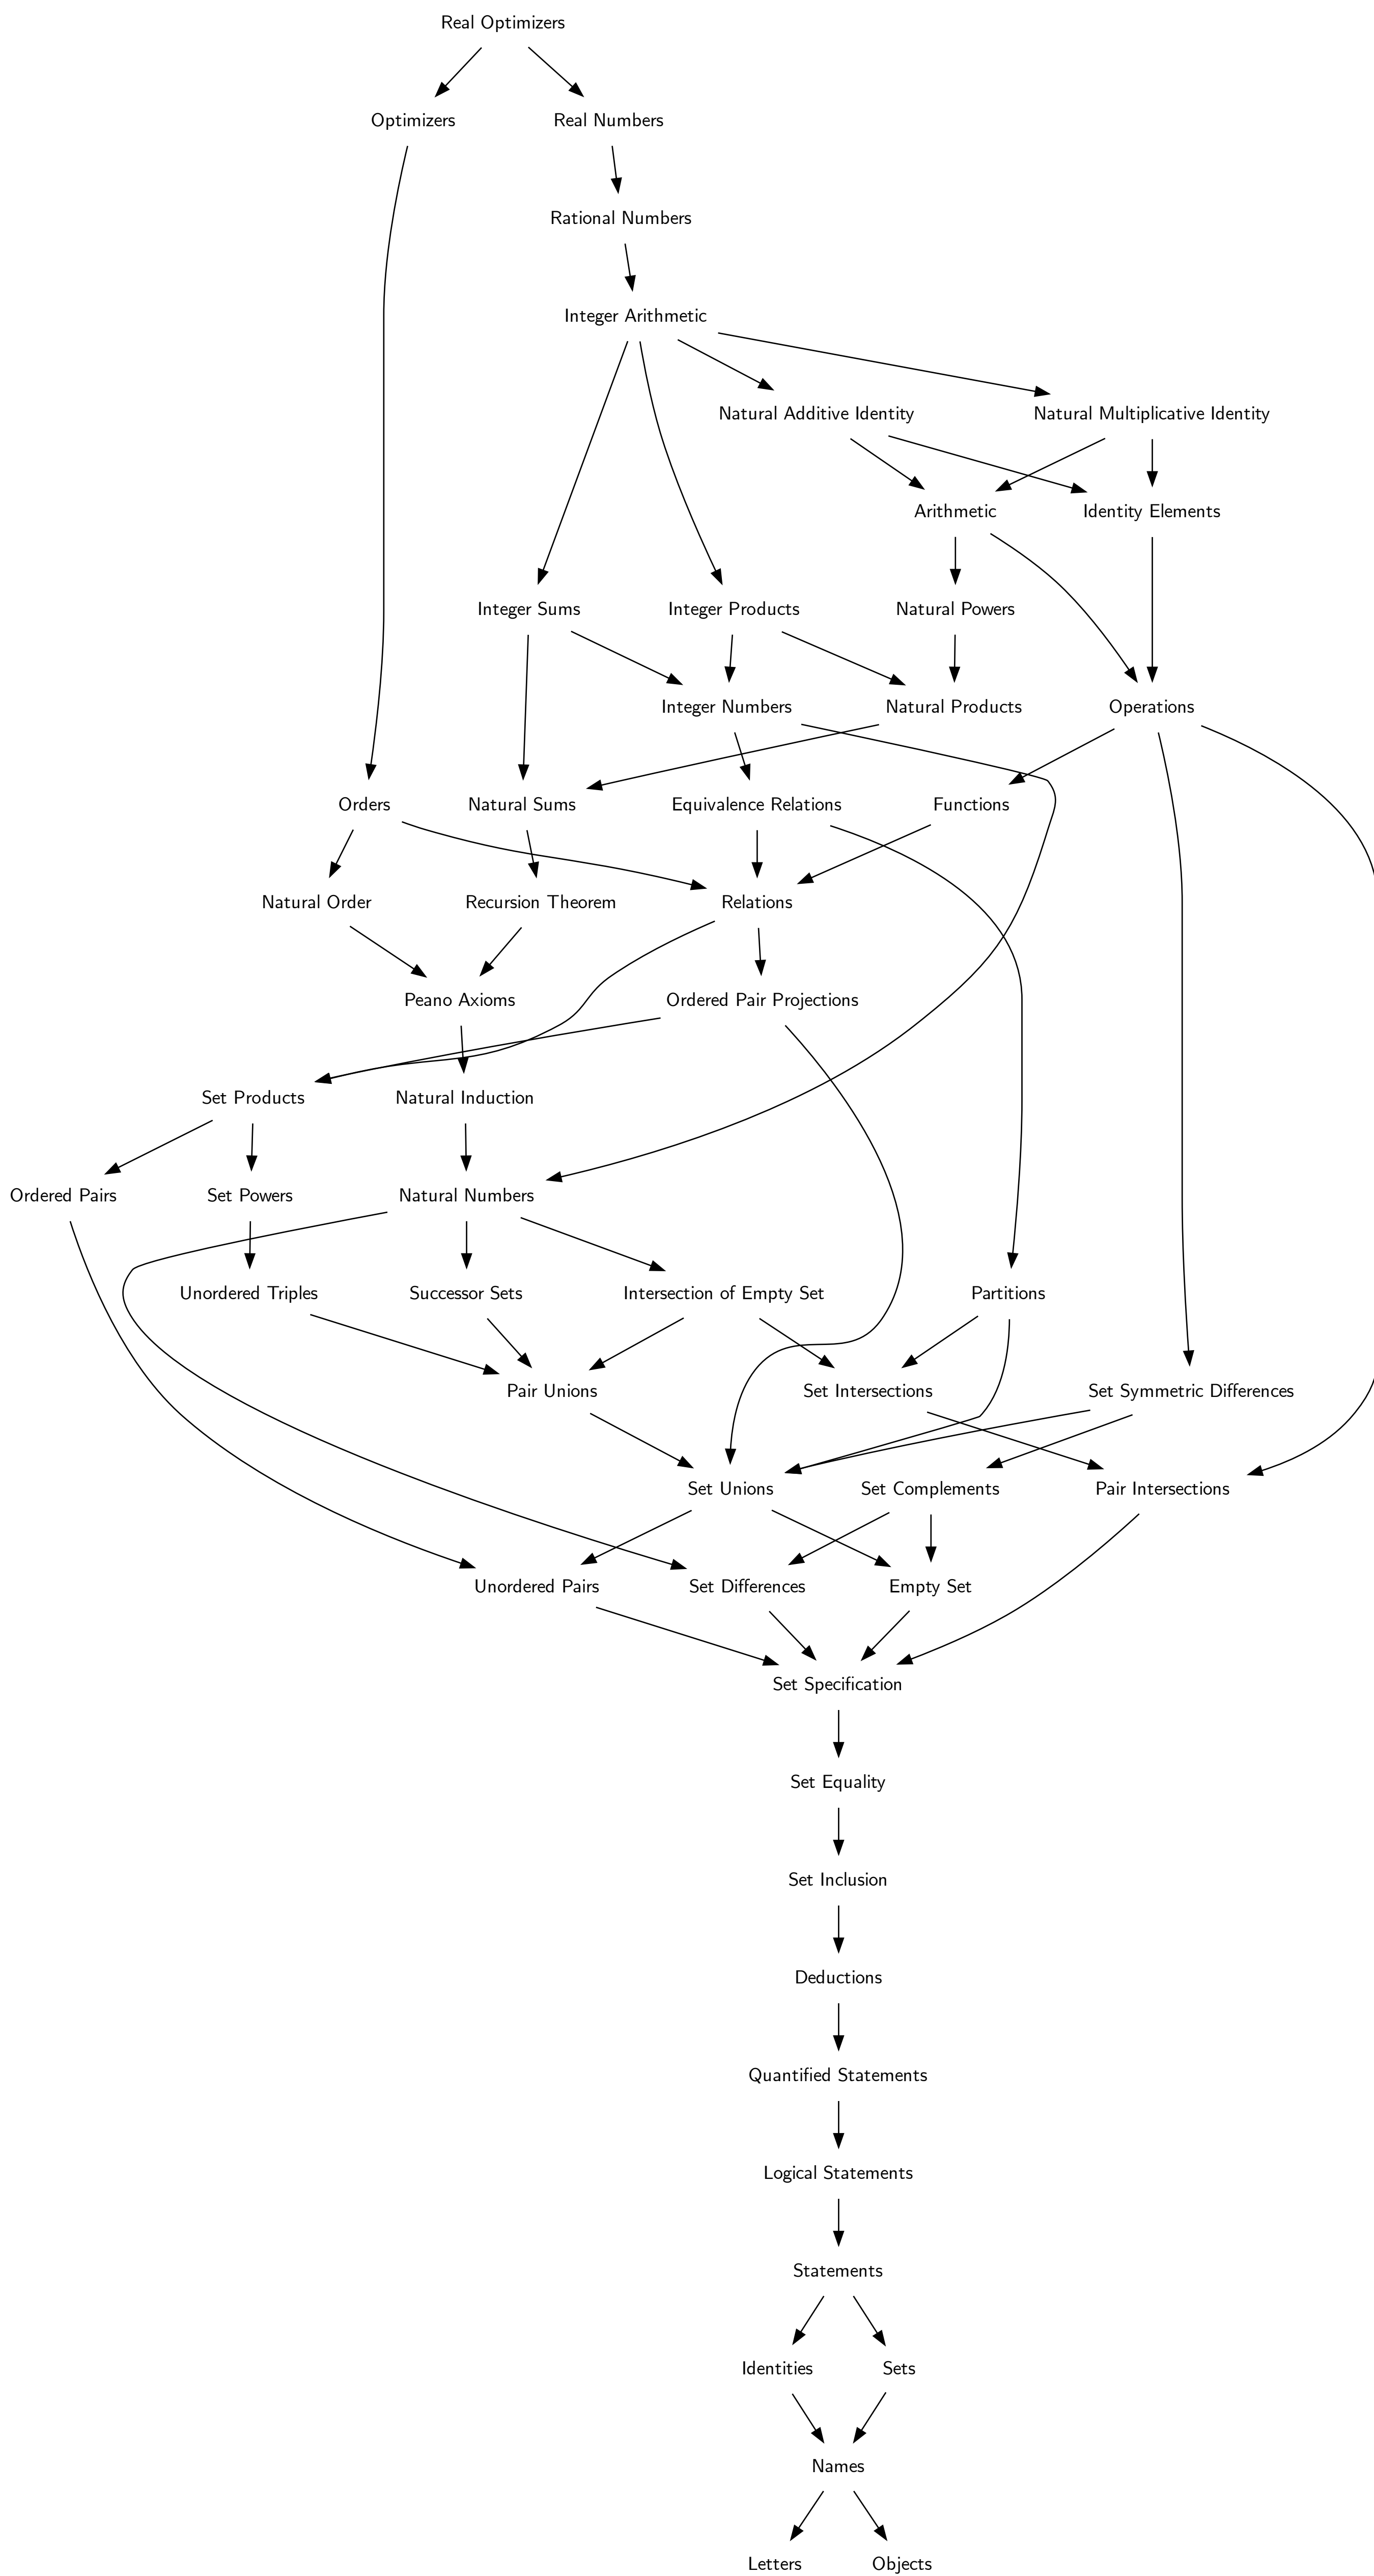 Real Optimizers
Optimizers
Real Numbers
Rational Numbers
Integer Arithmetic
Natural Additive Identity
Natural Multiplicative Identity
Arithmetic
Identity Elements
Integer Sums
Integer Products
Natural Powers
Integer Numbers
Natural Products
Operations
Orders
Natural Sums
Equivalence Relations
Functions
Natural Order
Recursion Theorem
Relations
Peano Axioms
Ordered Pair Projections
Set Products
Natural Induction
Ordered Pairs
Set Powers
Natural Numbers
Unordered Triples
Successor Sets
Intersection of Empty Set
Partitions
Pair Unions
Set Intersections
Set Symmetric Differences
Set Unions
Set Complements
Pair Intersections
Unordered Pairs
Set Differences
Empty Set
Set Specification
Set Equality
Set Inclusion
Deductions
Quantified Statements
Logical Statements
Statements
Identities
Sets
Names
Letters
Objects